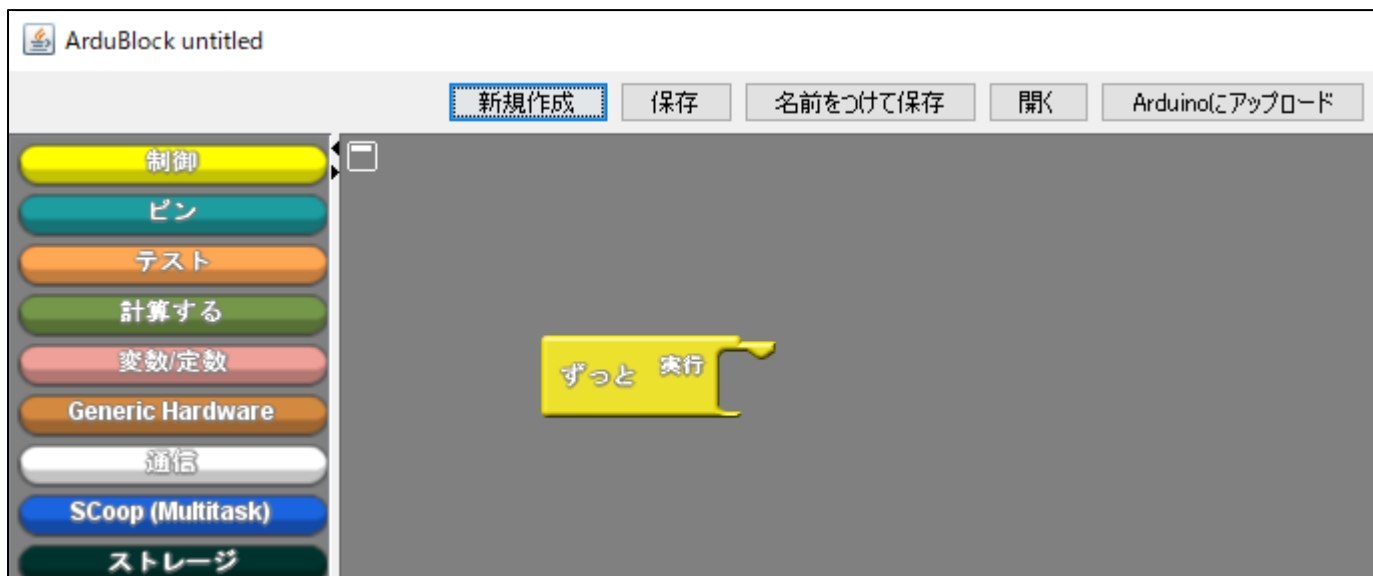 ArduBlock untitled
新規作成 保存 名前をつけて保存 開く Arduinoにアップロード
制御
ピン
テスト
計算する
変数/定数
Generic Hardware
通信
SCoop (Multitask)
ストレージ
ずっと 実行